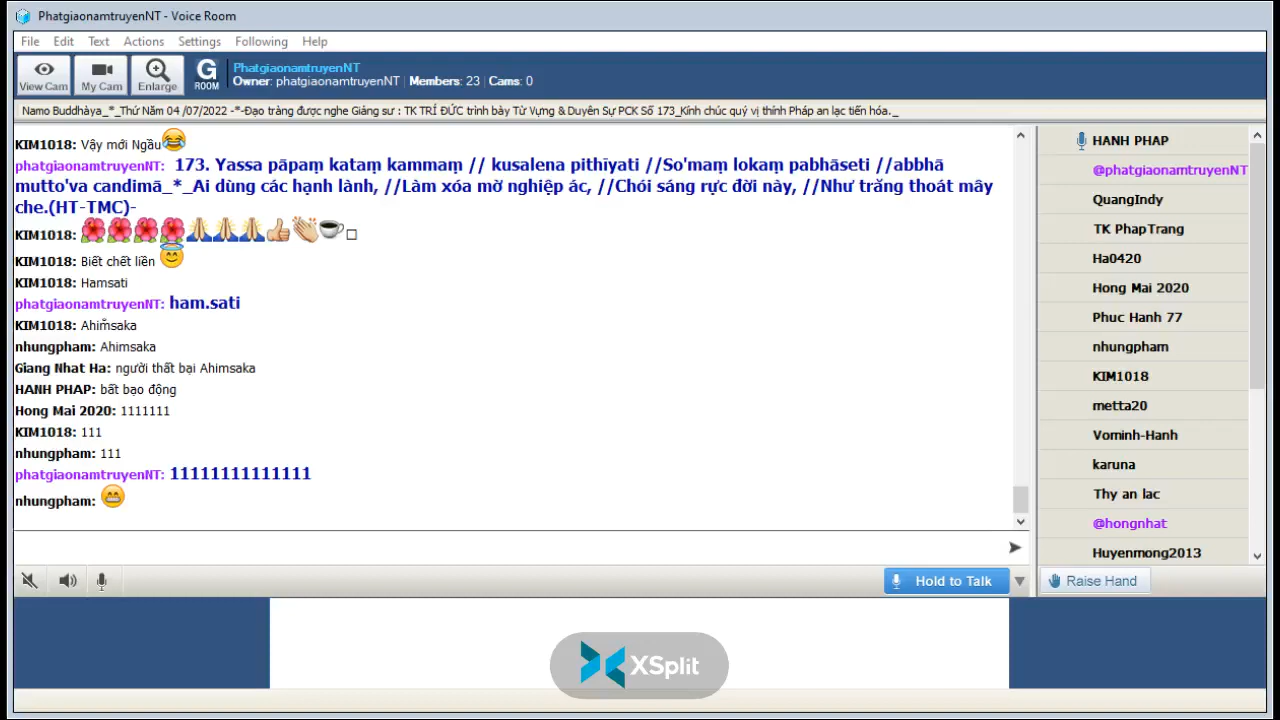 PhatgiaonamtruyenNT - Voice Room
File Edit Text Actions Settings Following Help
View Cam
My Cam
Enlarge
G
ROOM
PhatgiaonamtruyenNT
Owner: phatgiaonamtruyenNT | Members: 23 | Cams: 0
Namo Buddhàya_*_Thứ Năm 04 /07/2022 -*-Đạo tràng được nghe Giảng sư : TK TRÍ ĐỨC trình bày Từ Vựng & Duyên Sự PCK Số 173_Kính chúc quý vị thính Pháp an lạc tiến hóa._
KIM1018: Vậy mới Ngầu😂
phatgiaonamtruyenNT: 173. Yassa pāpaṃ kataṃ kammaṃ // kusalena pithīyati //So'maṃ lokaṃ pabhāseti //abbhā
mutto'va candimā_*_Ai dùng các hạnh lành, //Làm xóa mờ nghiệp ác, //Chói sáng rực đời này, //Như trăng thoát mây
che.(HT-TMC)-
KIM1018: 🌺🌺🌺🌺🙏🙏🙏👍👏☕□
KIM1018: Biết chết liền 😇
KIM1018: Hamsati
phatgiaonamtruyenNT: ham.sati
KIM1018: Ahiṁsaka
nhungpham: Ahimsaka
Giang Nhat Ha: người thất bại Ahimsaka
HANH PHAP: bất bạo động
Hong Mai 2020: 1111111
KIM1018: 111
nhungpham: 111
phatgiaonamtruyenNT: 11111111111111
nhungpham: 😁
HANH PHAP
@phatgiaonamtruyenNT
QuangIndy
TK PhapTrang
Ha0420
Hong Mai 2020
Phuc Hanh 77
nhungpham
KIM1018
metta20
Vominh-Hanh
karuna
Thy an lac
@hongnhat
Huyenmong2013
Hold to Talk
Raise Hand
XSplit